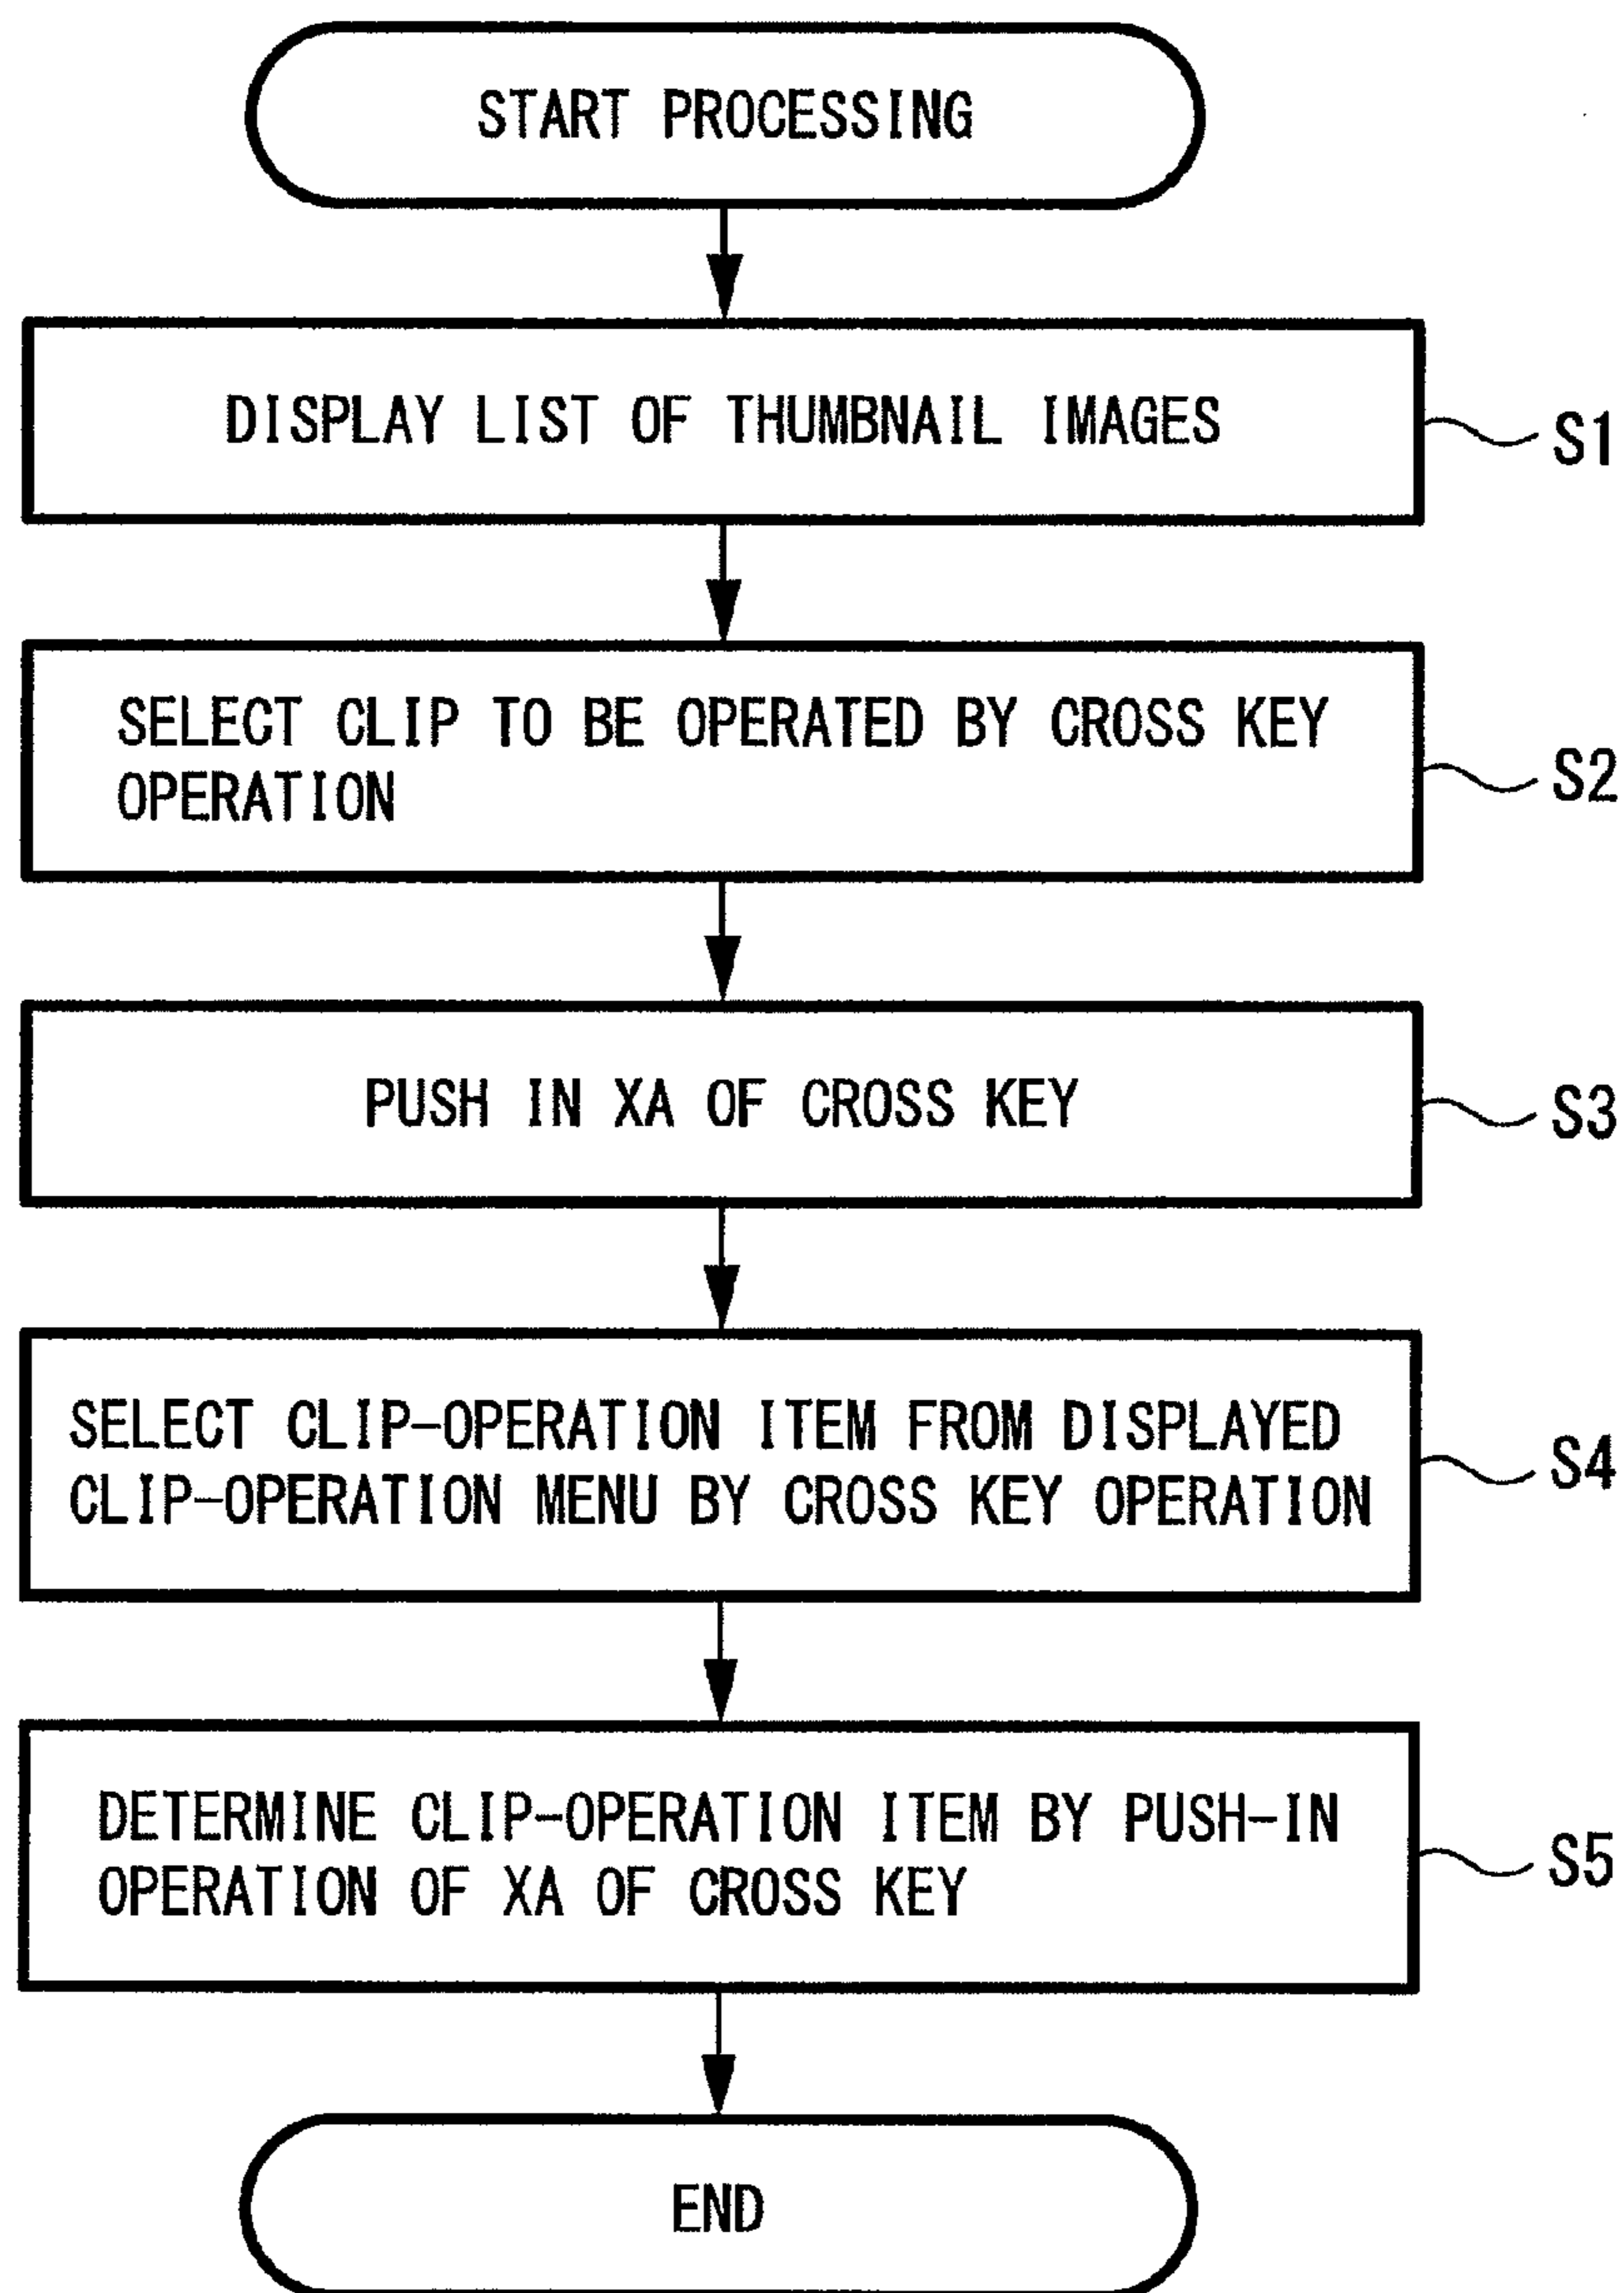 START PROCESSING
DISPLAY LIST OF THUMBNAIL IMAGES
S1
SELECT CLIP TO BE OPERATED BY CROSS KEY
OPERATION
S2
PUSH IN XA OF CROSS KEY
S3
SELECT CLIP-OPERATION ITEM FROM DISPLAYED
CLIP-OPERATION MENU BY CROSS KEY OPERATION
S4
DETERMINE CLIP-OPERATION ITEM BY PUSH-IN
OPERATION OF XA OF CROSS KEY
S5
END